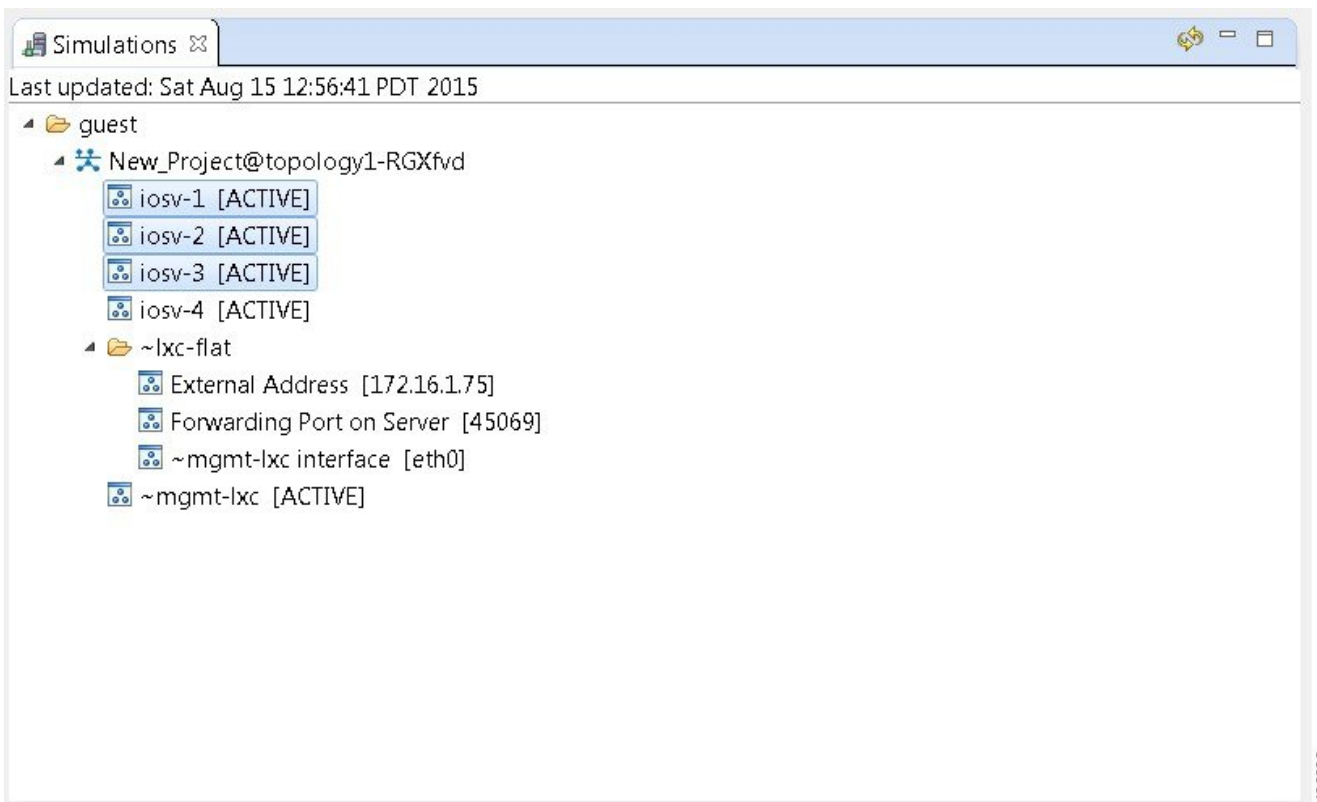 Simulations
Last updated: Sat Aug 15 12:56:41 PDT 2015
guest
New_Project@topology1-RGXfvd
iosv-1 [ACTIVE]
iosv-2 [ACTIVE]
iosv-3 [ACTIVE]
iosv-4 [ACTIVE]
~lxc-flat
External Address [172.16.1.75]
Forwarding Port on Server [45069]
~mgmt-lxc interface [eth0]
~mgmt-lxc [ACTIVE]